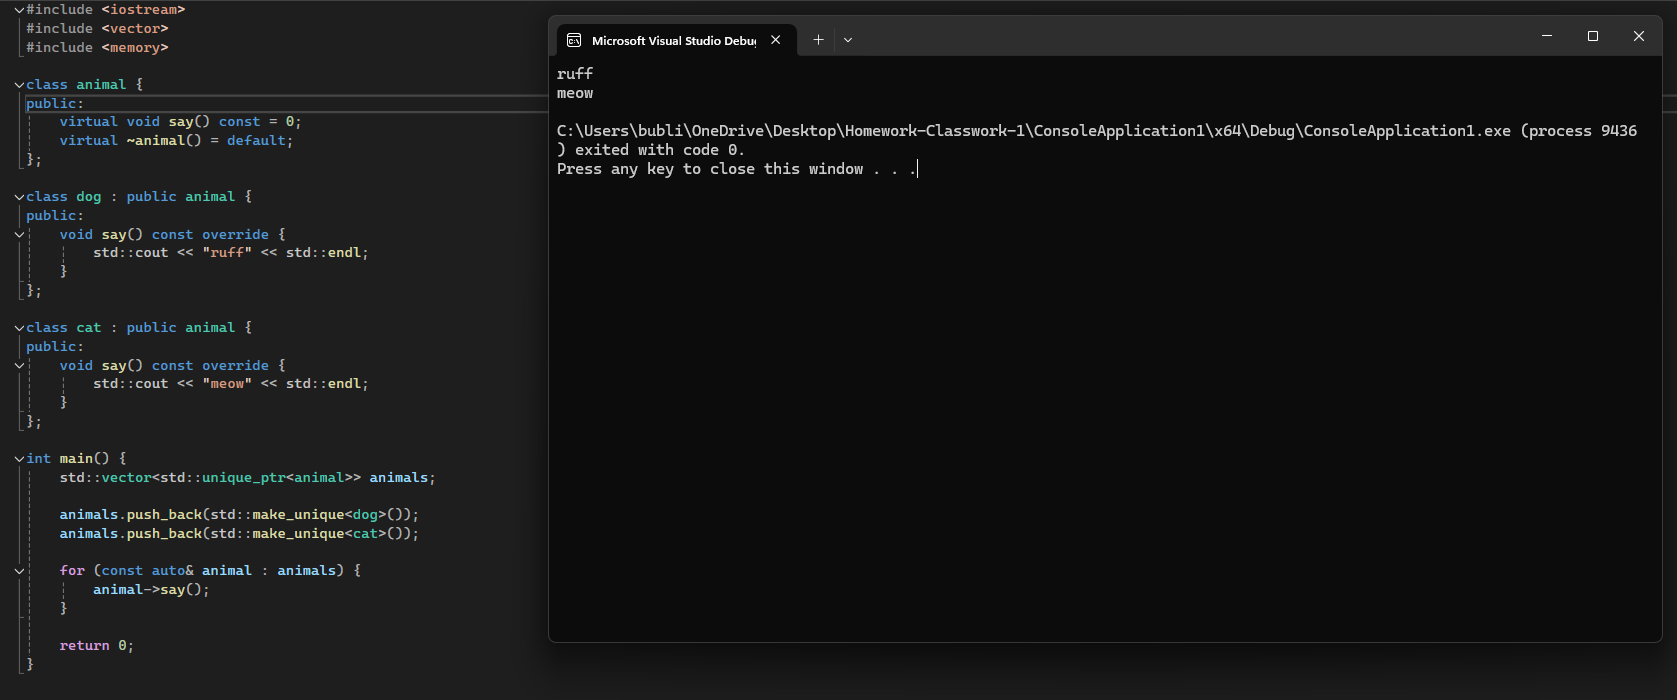 #include <iostream>
#include <vector>
#include <memory>
class animal {
public:
virtual void say() const = 0;
virtual ~animal() = default;
};
class dog : public animal {
public:
void say() const override {
std::cout << "ruff" << std::endl;
}
};
class cat : public animal {
public:
void say() const override {
std::cout << "meow" << std::endl;
}
};
int main() {
std::vector<std::unique_ptr<animal>> animals;
animals.push_back(std::make_unique<dog>());
animals.push_back(std::make_unique<cat>());
for (const auto& animal : animals) {
animal->say();
}
return 0;
}
Microsoft Visual Studio Debug
ruff
meow
C:\Users\bubli\OneDrive\Desktop\Homework-Classwork-1\ConsoleApplication1\x64\Debug\ConsoleApplication1.exe (process 9436
) exited with code 0.
Press any key to close this window . . .